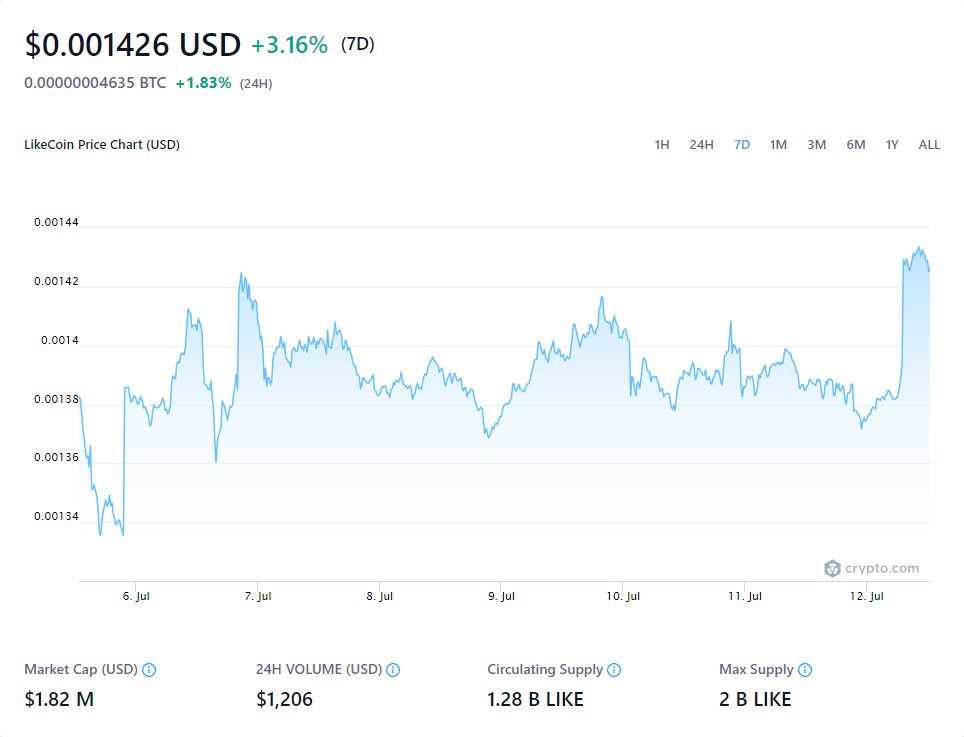 $0.001426 USD +3.16% (7D)
0.00000004635 BTC +1.83% (24H)
LikeCoin Price Chart (USD) 1H 24H 7D 1M 3M 6M 1Y ALL
0.00144
0.00142
0.0014
0.00138
0.00136
0.00134
crypto.com
6. Jul 7. Jul 8. Jul 9. Jul 10. Jul 11. Jul 12. Jul
Market Cap (USD) 24H VOLUME (USD) Circulating Supply Max Supply
$1.82 M $1,206 1.28 B LIKE 2 B LIKE